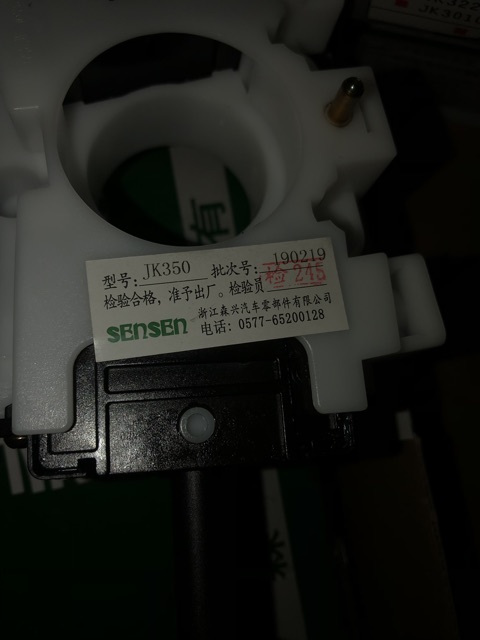 JK301
有
型号: JK350 批次号: 190219
检验合格，准予出厂。检验员 检 245
SENSEN 浙江森兴汽车零部件有限公司
电话: 0577-65200128